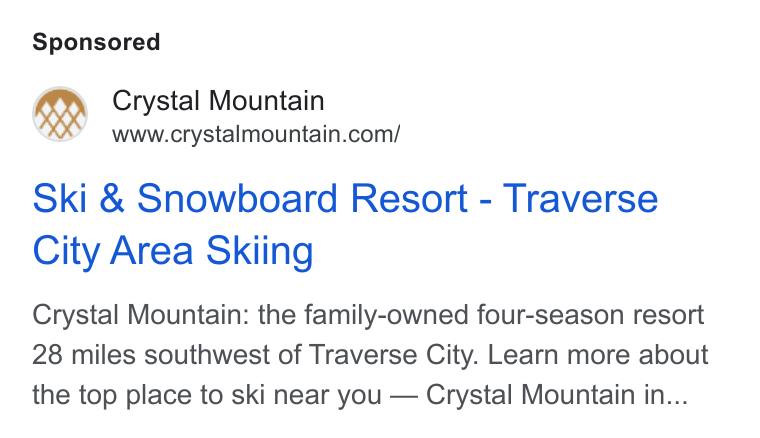 Sponsored
Crystal Mountain
www.crystalmountain.com/
Ski & Snowboard Resort - Traverse
City Area Skiing
Crystal Mountain: the family-owned four-season resort
28 miles southwest of Traverse City. Learn more about
the top place to ski near you — Crystal Mountain in...